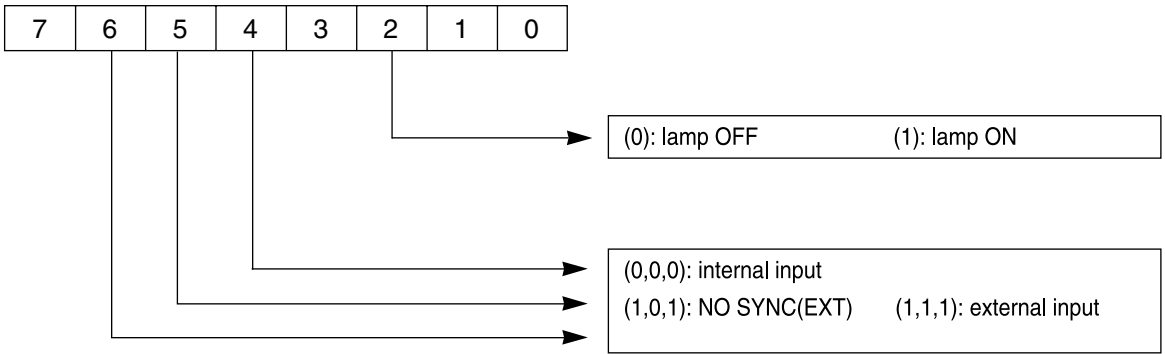 7 6 5 4 3 2 1 0
(0): lamp OFF (1): lamp ON
(0,0,0): internal input
(1,0,1): NO SYNC(EXT) (1,1,1): external input